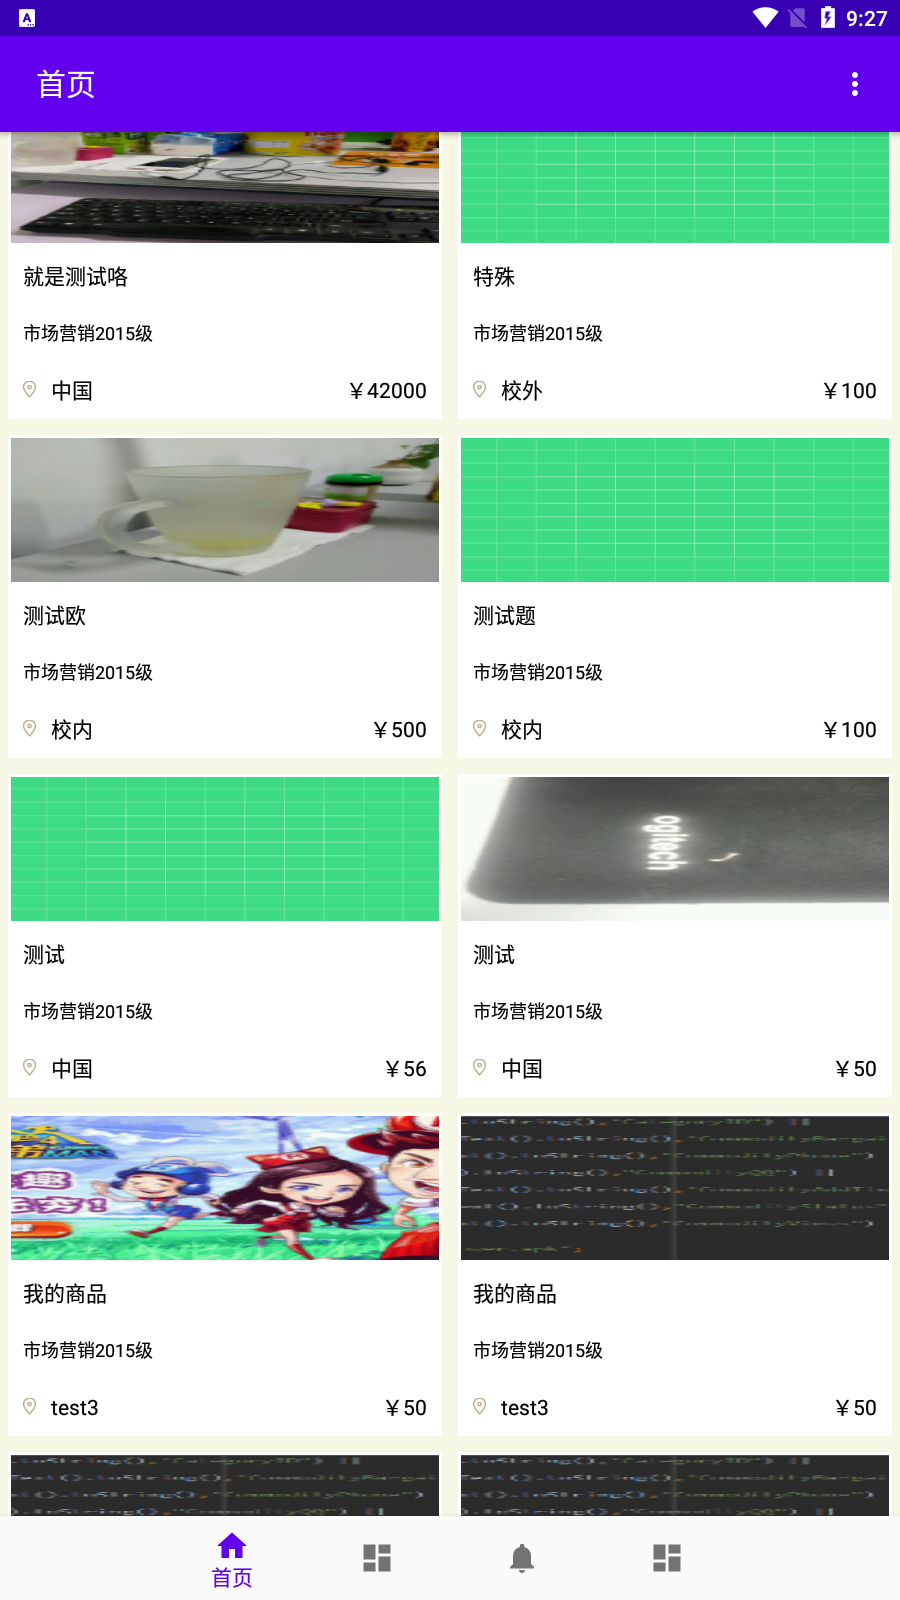 9:27
首页
就是测试咯
市场营销2015级
中国 ￥42000
特殊
市场营销2015级
校外 ￥100
测试欧
市场营销2015级
校内 ￥500
测试题
市场营销2015级
校内 ￥100
测试
市场营销2015级
中国 ￥56
ogitech
测试
市场营销2015级
中国 ￥50
我的商品
市场营销2015级
test3 ￥50
我的商品
市场营销2015级
test3 ￥50
首页